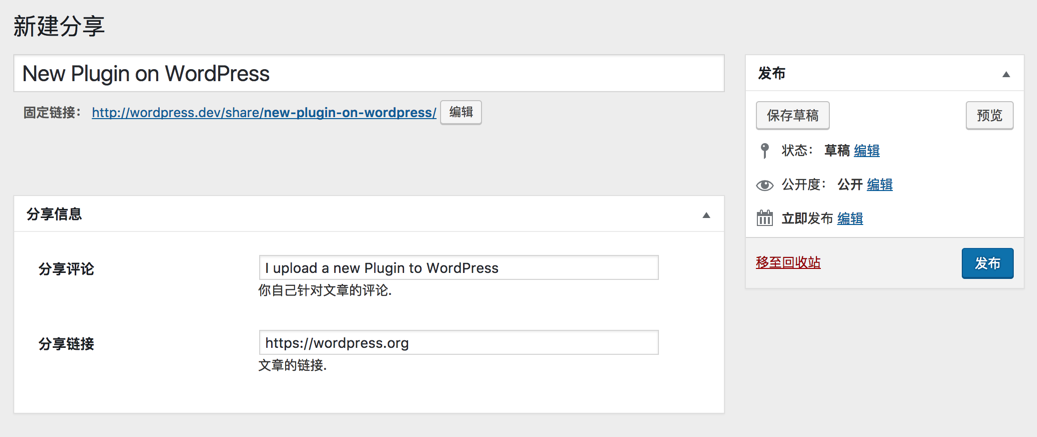 新建分享
New Plugin on WordPress
固定链接： http://wordpress.dev/share/new-plugin-on-wordpress/ 编辑
分享信息
分享评论
I upload a new Plugin to WordPress
你自己针对文章的评论.
分享链接
https://wordpress.org
文章的链接.
发布
保存草稿 预览
状态： 草稿 编辑
公开度： 公开 编辑
立即发布 编辑
移至回收站 发布